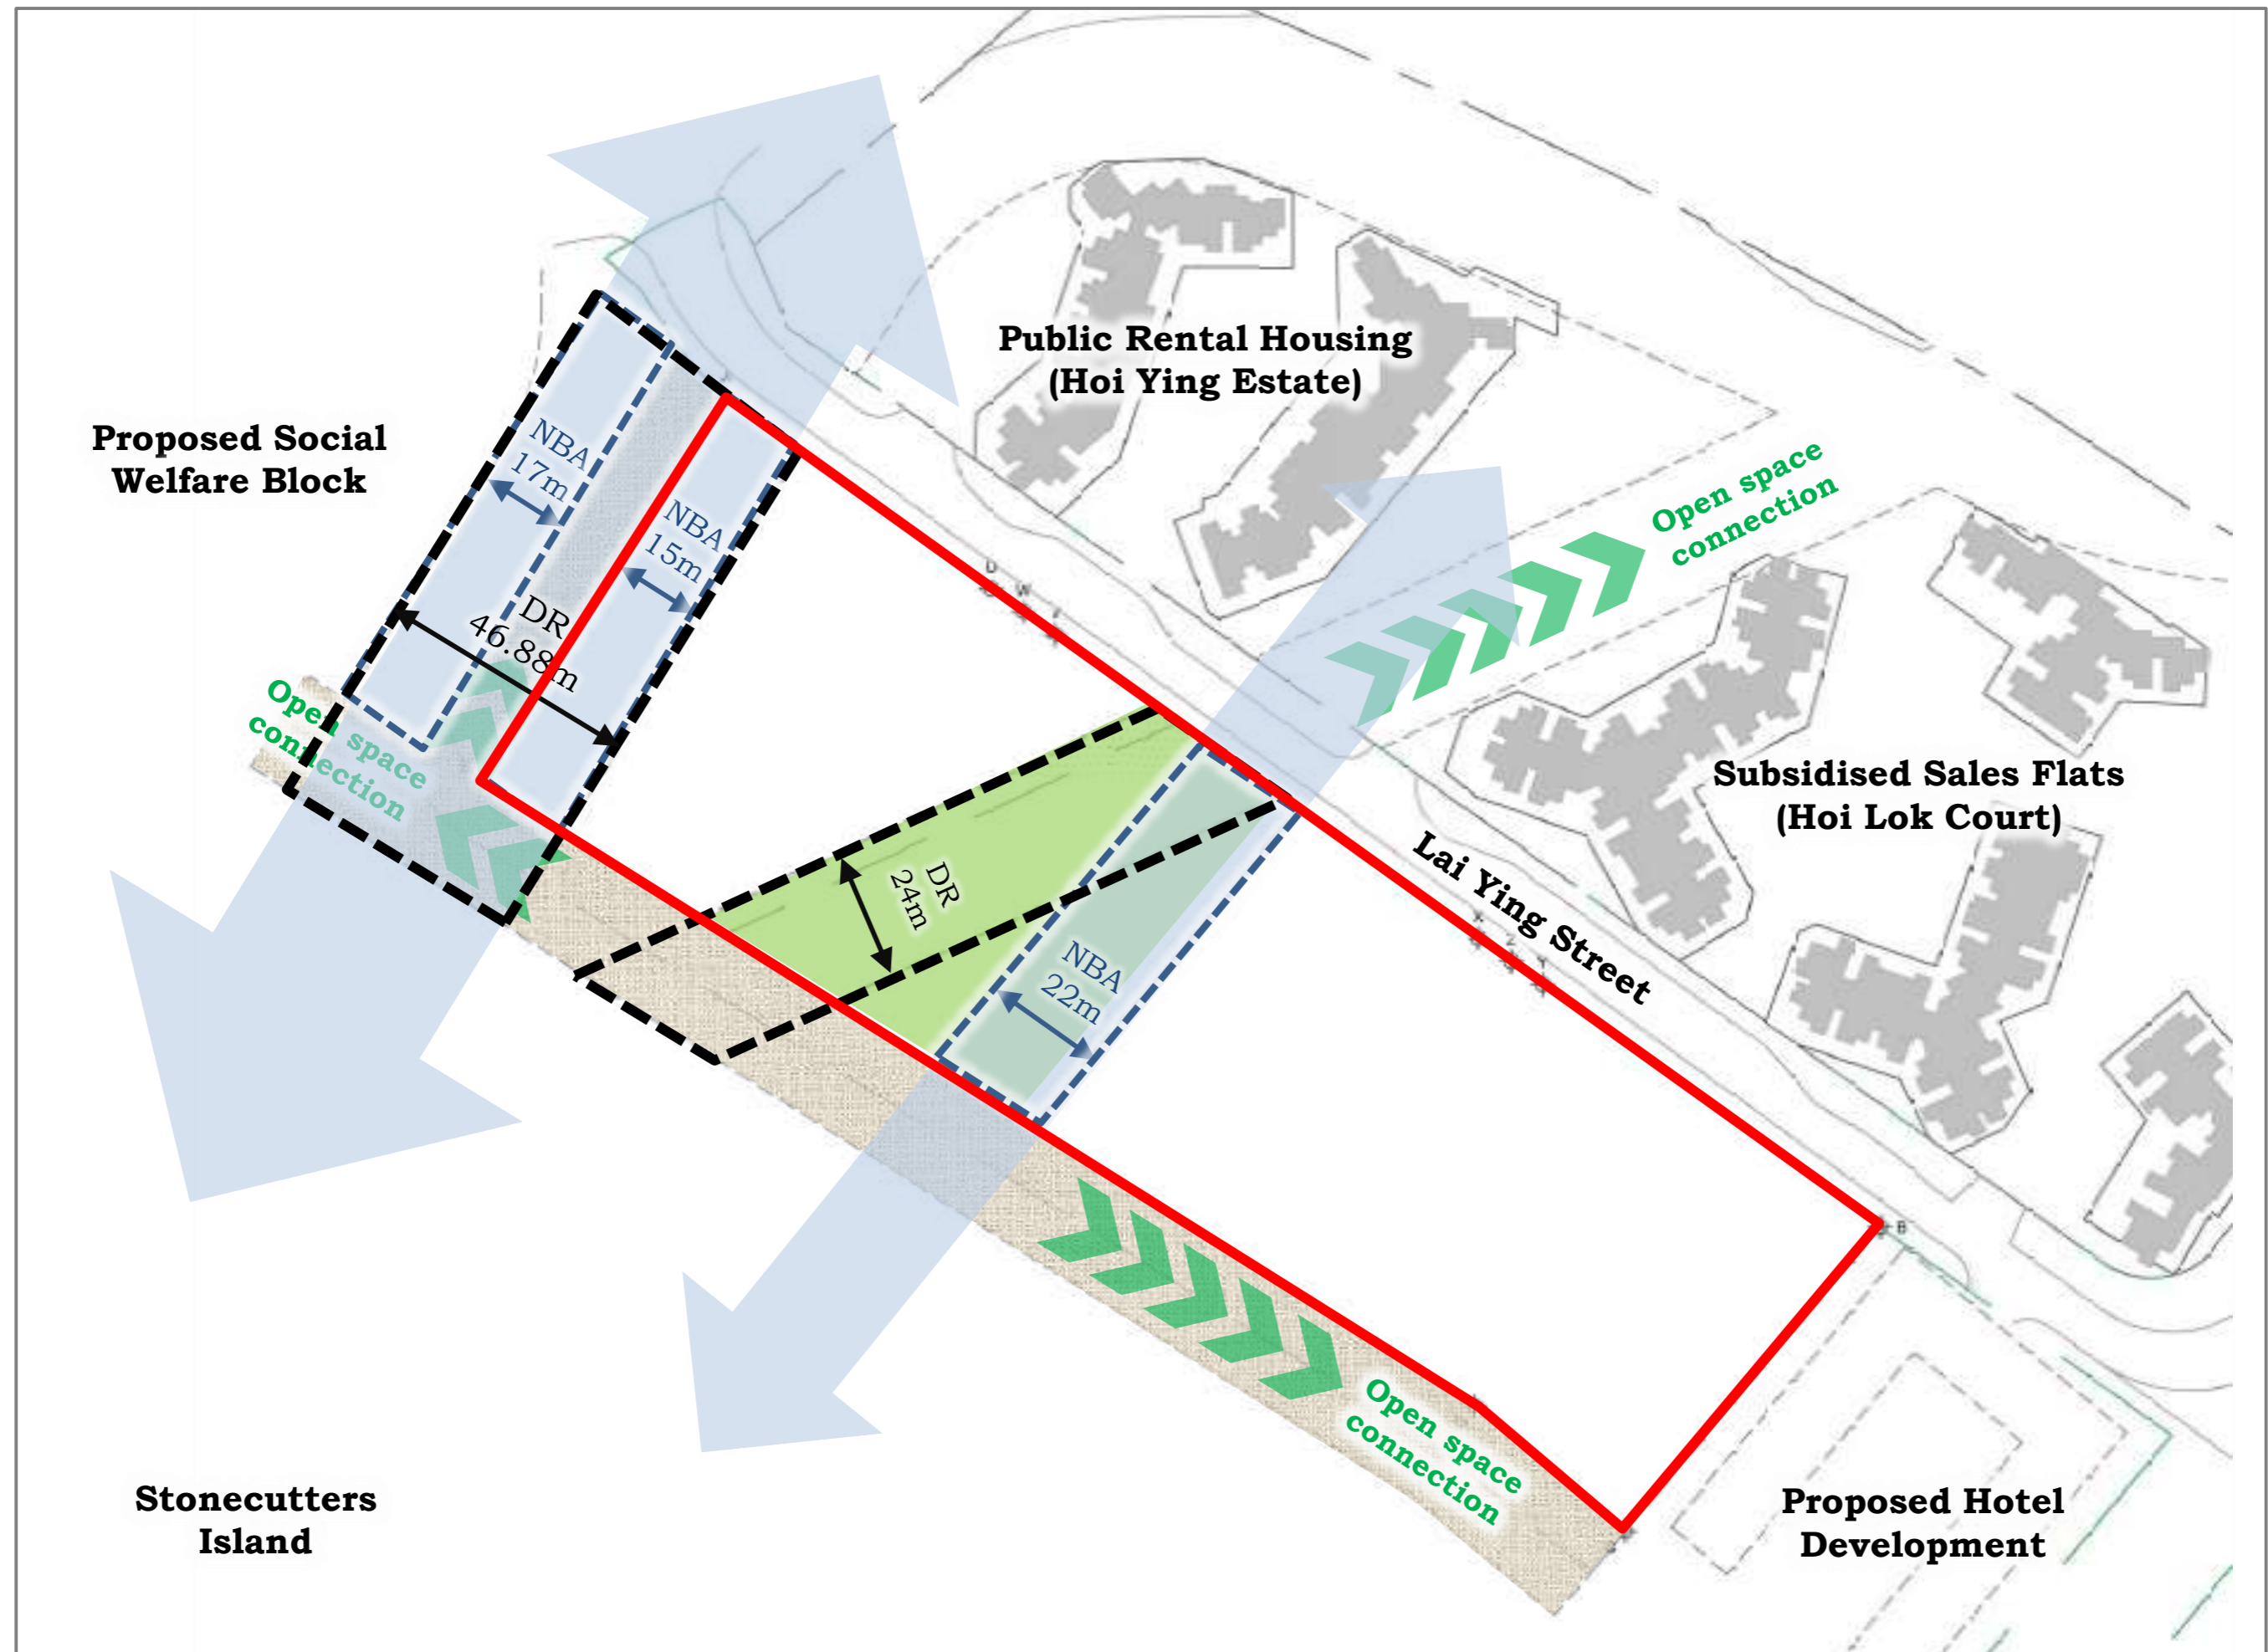 Public Rental Housing
(Hoi Ying Estate)
Proposed Social
Welfare Block
NBA
17m
NBA
15m
DR
46.88m
Open space
connection
Open space
connection
Subsidised Sales Flats
(Hoi Lok Court)
Lai Ying Street
DR
24m
NBA
22m
B
Open space
connection
Stonecutters
Island
Proposed Hotel
Development